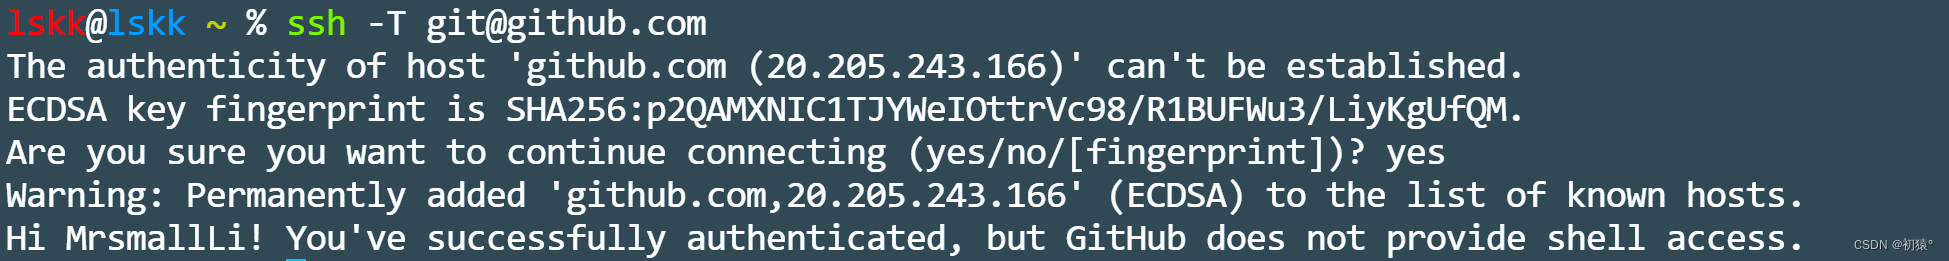 lskk@lskk ~ % ssh -T git@github.com
The authenticity of host 'github.com (20.205.243.166)' can't be established.
ECDSA key fingerprint is SHA256:p2QAMXNIC1TJYWeIOttrVc98/R1BUFWu3/LiyKgUfQM.
Are you sure you want to continue connecting (yes/no/[fingerprint])? yes
Warning: Permanently added 'github.com,20.205.243.166' (ECDSA) to the list of known hosts.
Hi MrsmallLi! You've successfully authenticated, but GitHub does not provide shell access.
CSDN @初猿°